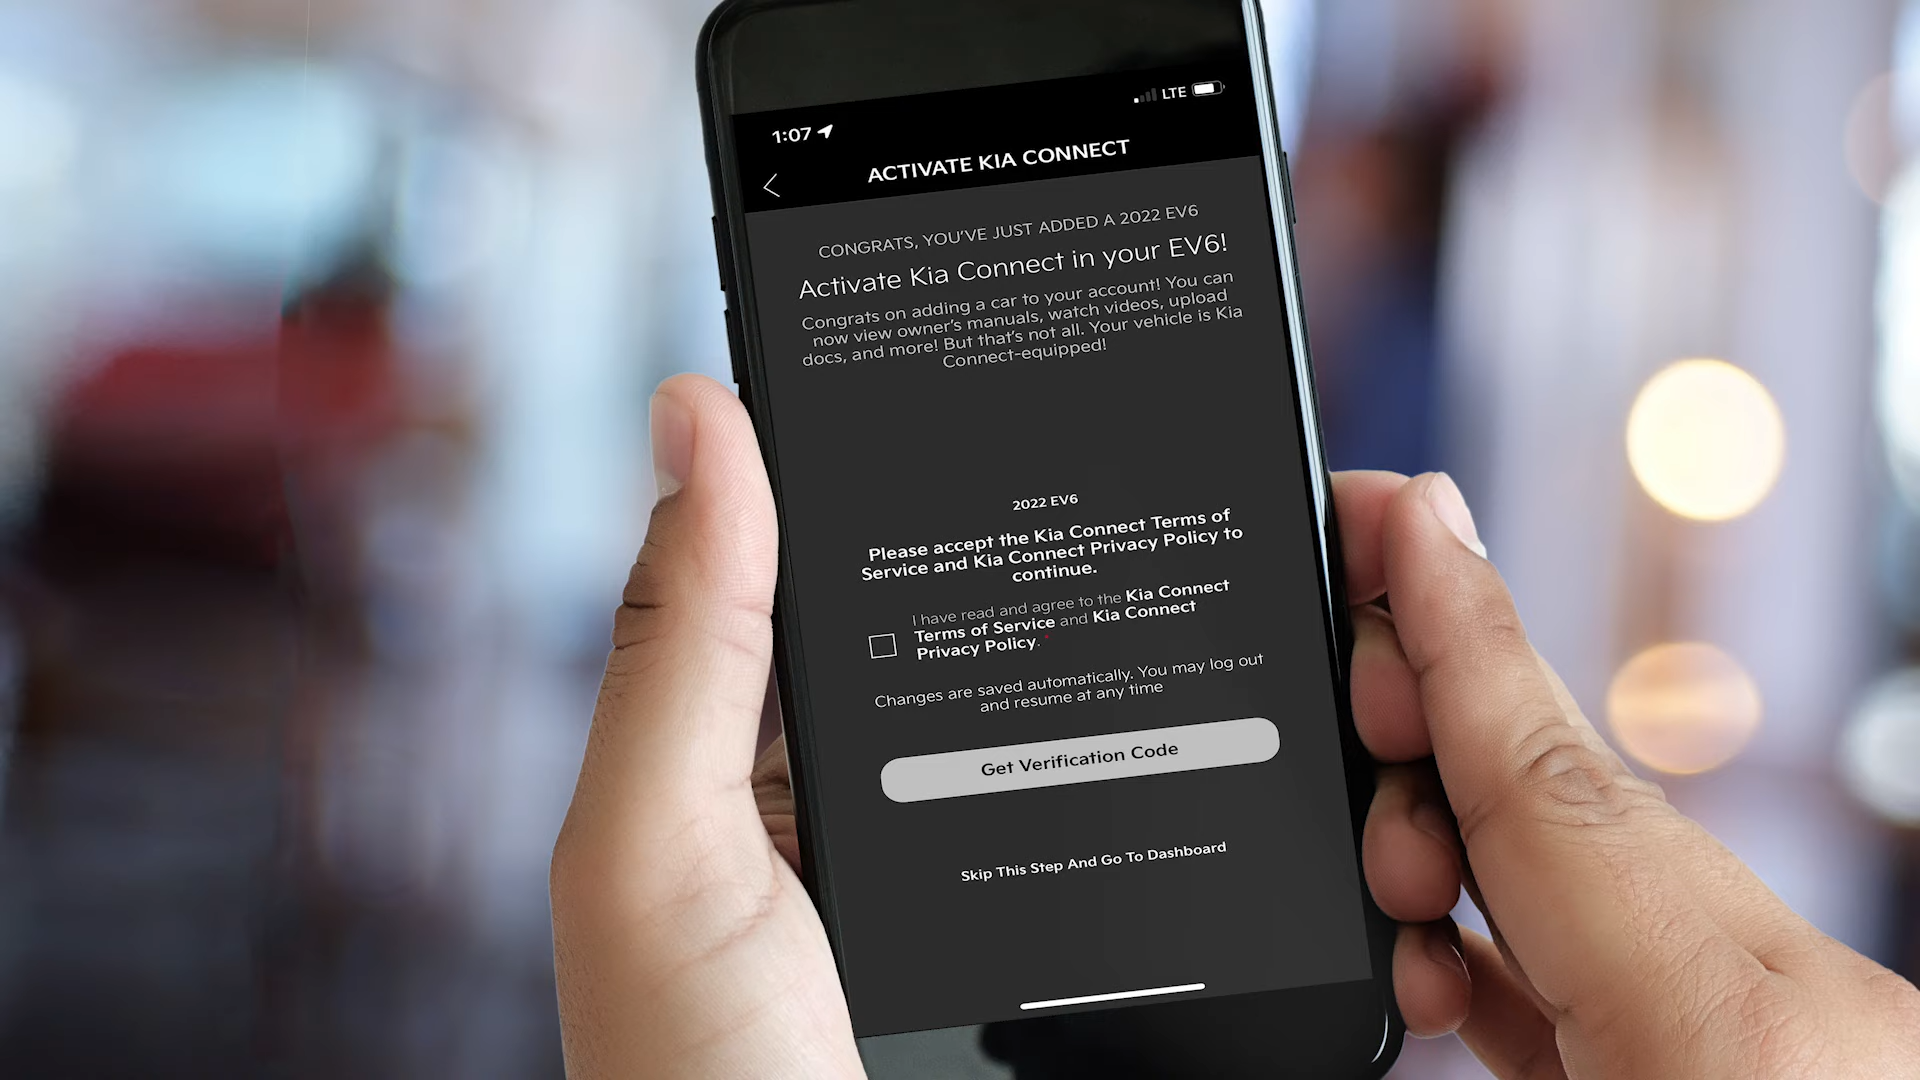 1:07
LTE
ACTIVATE KIA CONNECT
CONGRATS, YOU'VE JUST ADDED A 2022 EV6
Activate Kia Connect in your EV6!
Congrats on adding a car to your account! You can
now view owner's manuals, watch videos, upload
docs, and more! But that's not all. Your vehicle is Kia
Connect-equipped!
2022 EV6
Please accept the Kia Connect Terms of
Service and Kia Connect Privacy Policy to
continue.
I have read and agree to the Kia Connect
Terms of Service and Kia Connect
Privacy Policy. *
Changes are saved automatically. You may log out
and resume at any time
Get Verification Code
Skip This Step And Go To Dashboard